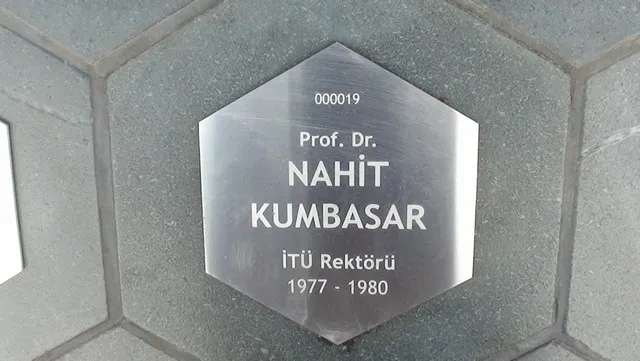 000019
Prof. Dr.
NAHİT
KUMBASAR
İTÜ Rektörü
1977 - 1980